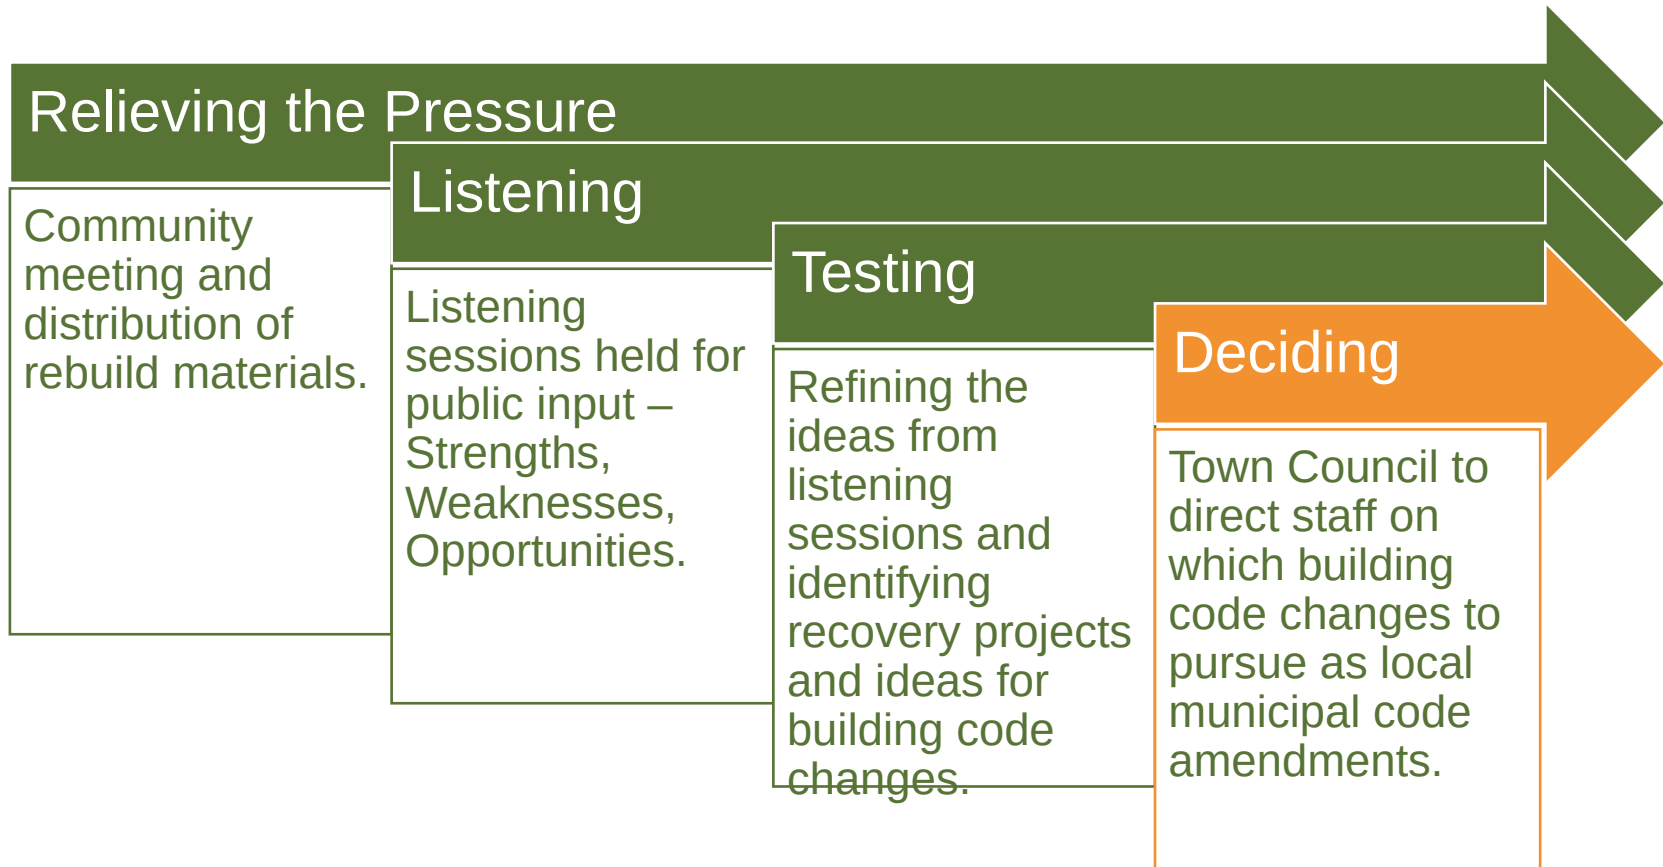 Relieving the Pressure
Community
meeting and
distribution of
rebuild materials.
Listening
Listening
sessions held for
public input –
Strengths,
Weaknesses,
Opportunities.
Testing
Refining the
ideas from
listening
sessions and
identifying
recovery projects
and ideas for
building code
changes.
Deciding
Town Council to
direct staff on
which building
code changes to
pursue as local
municipal code
amendments.